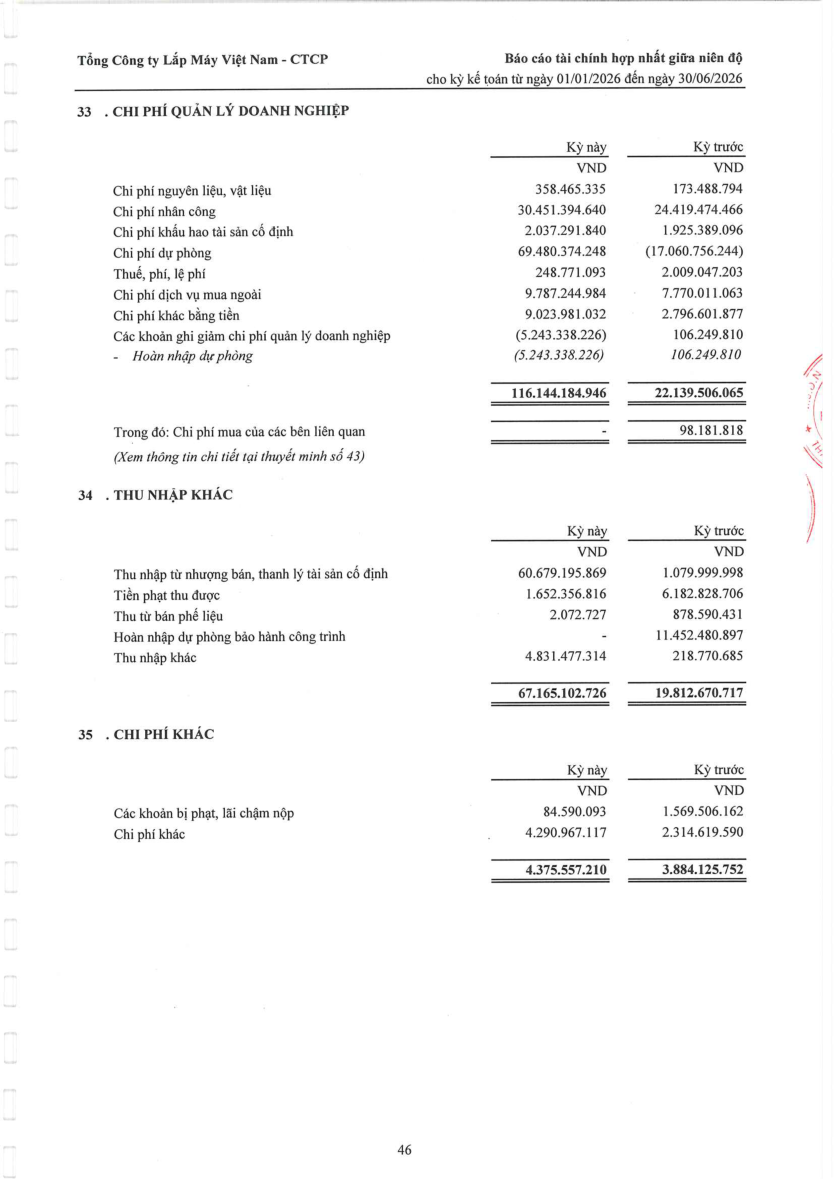 Tổng Công ty Lắp Máy Việt Nam - CTCP Báo cáo tài chính hợp nhất giữa niên độ
cho kỳ kế toán từ ngày 01/01/2026 đến ngày 30/06/2026
33 . CHI PHÍ QUẢN LÝ DOANH NGHIỆP
Kỳ này Kỳ trước
VND VND
Chi phí nguyên liệu, vật liệu 358.465.335 173.488.794
Chi phí nhân công 30.451.394.640 24.419.474.466
Chi phí khấu hao tài sản cố định 2.037.291.840 1.925.389.096
Chi phí dự phòng 69.480.374.248 (17.060.756.244)
Thuế, phí, lệ phí 248.771.093 2.009.047.203
Chi phí dịch vụ mua ngoài 9.787.244.984 7.770.011.063
Chi phí khác bằng tiền 9.023.981.032 2.796.601.877
Các khoản ghi giảm chi phí quản lý doanh nghiệp (5.243.338.226) 106.249.810
- Hoàn nhập dự phòng (5.243.338.226) 106.249.810
116.144.184.946 22.139.506.065
Trong đó: Chi phí mua của các bên liên quan - 98.181.818
(Xem thông tin chi tiết tại thuyết minh số 43)
34 . THU NHẬP KHÁC
Kỳ này Kỳ trước
VND VND
Thu nhập từ nhượng bán, thanh lý tài sản cố định 60.679.195.869 1.079.999.998
Tiền phạt thu được 1.652.356.816 6.182.828.706
Thu từ bán phế liệu 2.072.727 878.590.431
Hoàn nhập dự phòng bảo hành công trình - 11.452.480.897
Thu nhập khác 4.831.477.314 218.770.685
67.165.102.726 19.812.670.717
35 . CHI PHÍ KHÁC
Kỳ này Kỳ trước
VND VND
Các khoản bị phạt, lãi chậm nộp 84.590.093 1.569.506.162
Chi phí khác 4.290.967.117 2.314.619.590
4.375.557.210 3.884.125.752
46